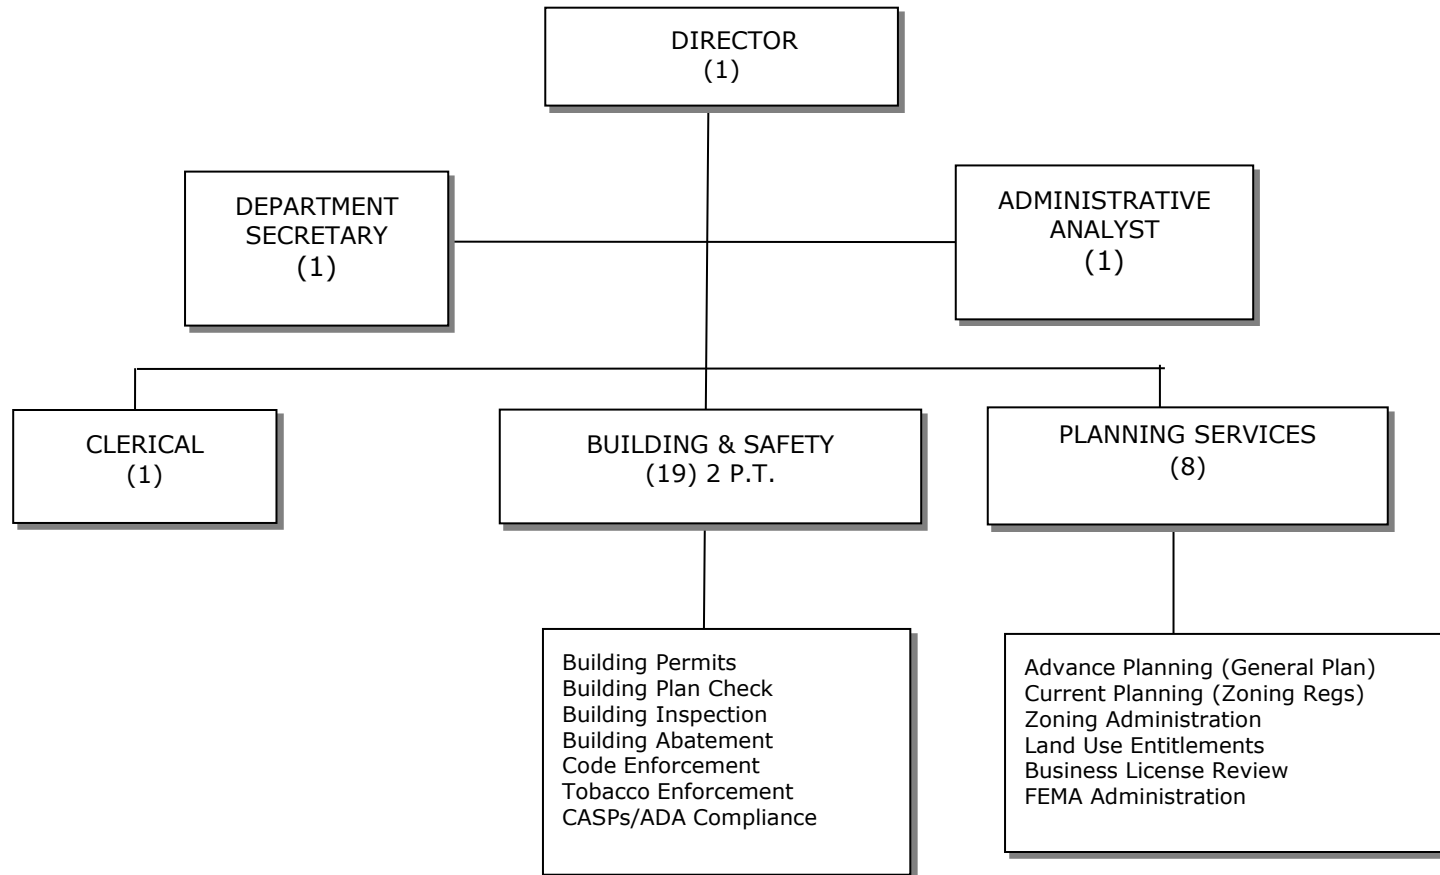 DIRECTOR
(1)
DEPARTMENT
SECRETARY
(1)
ADMINISTRATIVE
ANALYST
(1)
CLERICAL
(1)
BUILDING & SAFETY
(19) 2 P.T.
PLANNING SERVICES
(8)
Building Permits
Building Plan Check
Building Inspection
Building Abatement
Code Enforcement
Tobacco Enforcement
CASPs/ADA Compliance
Advance Planning (General Plan)
Current Planning (Zoning Regs)
Zoning Administration
Land Use Entitlements
Business License Review
FEMA Administration